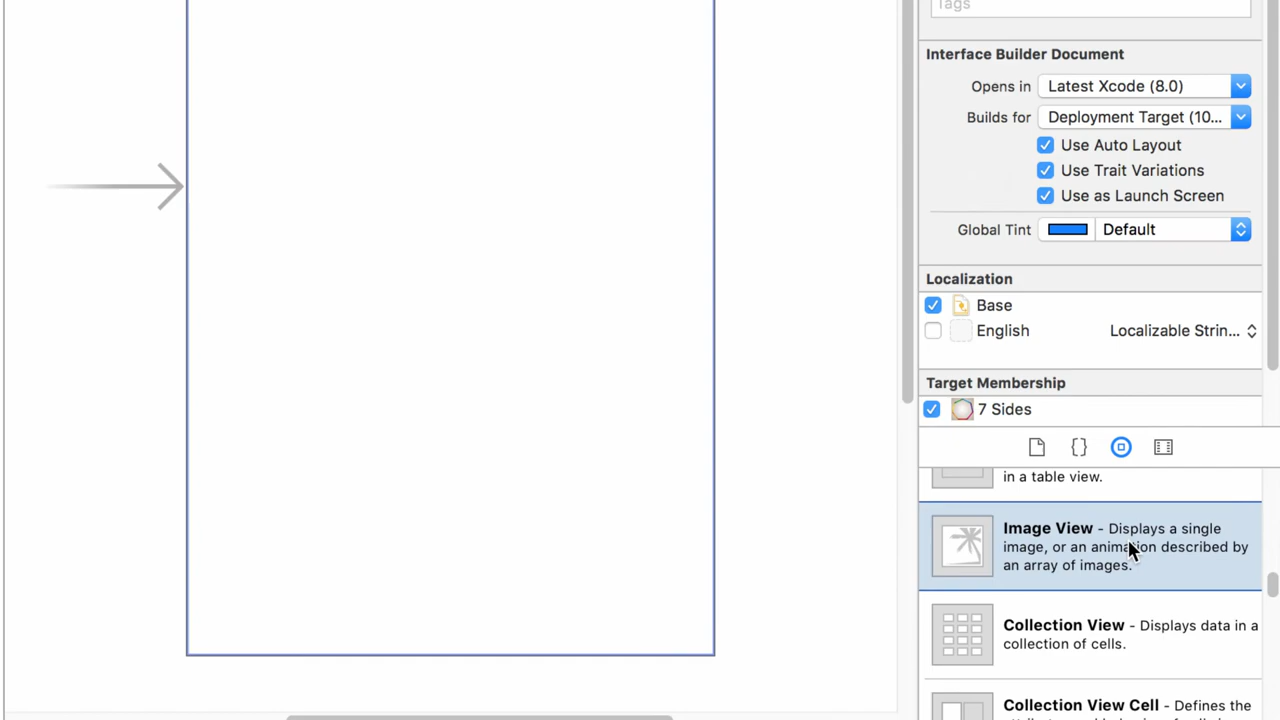 Tags
Interface Builder Document
Opens in Latest Xcode (8.0)
Builds for Deployment Target (10...
Use Auto Layout
Use Trait Variations
Use as Launch Screen
Global Tint Default
Localization
Base
English Localizable Strin...
Target Membership
7 Sides
{}
in a table view.
Image View - Displays a single
image, or an animation described by
an array of images.
Collection View - Displays data in a
collection of cells.
Collection View Cell - Defines the